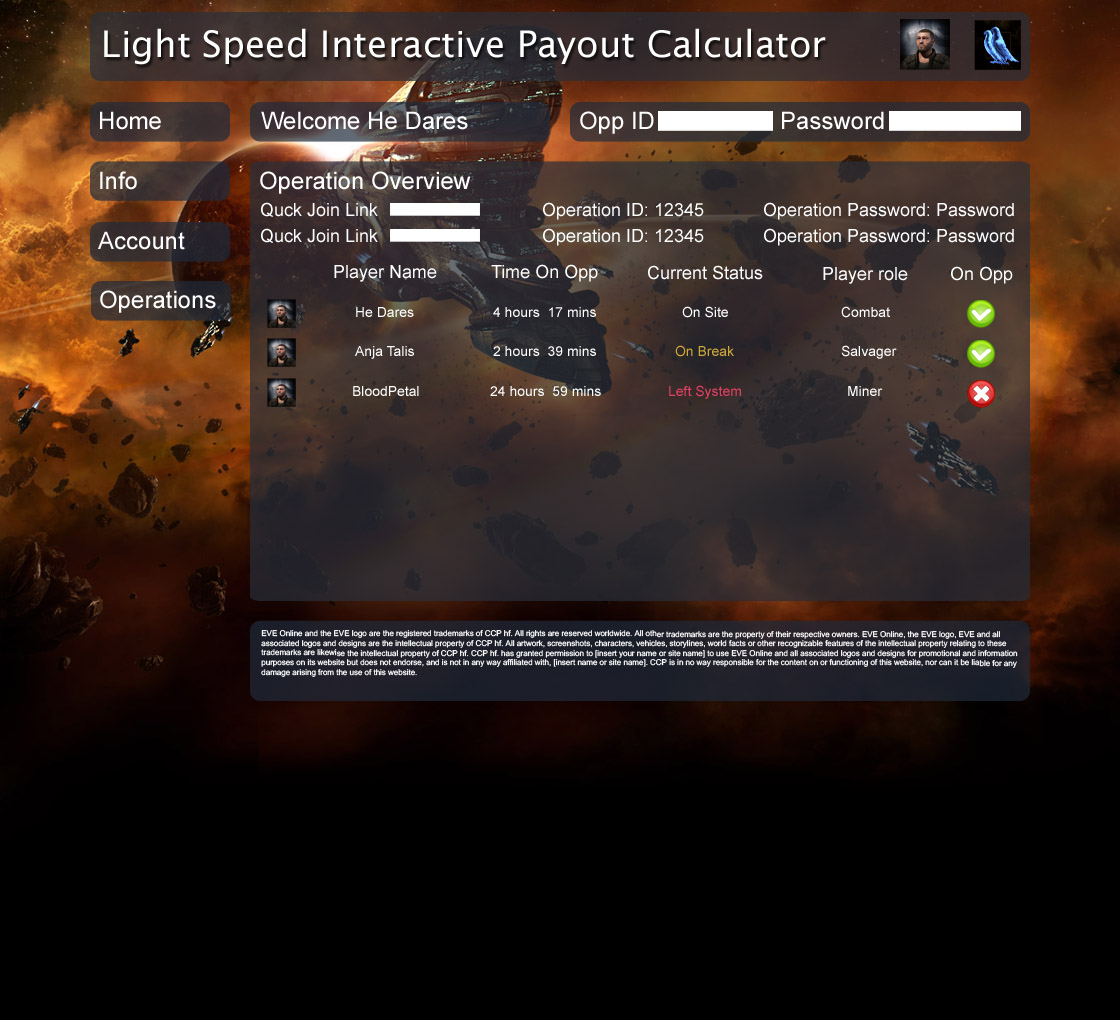 Light Speed Interactive Payout Calculator
Home
Welcome He Dares
Opp ID Password
Info
Account
Operations
Operation Overview
Quck Join Link Operation ID: 12345 Operation Password: Password
Quck Join Link Operation ID: 12345 Operation Password: Password
Player Name Time On Opp Current Status Player role On Opp
He Dares 4 hours 17 mins On Site Combat
Anja Talis 2 hours 39 mins On Break Salvager
BloodPetal 24 hours 59 mins Left System Miner
EVE Online and the EVE logo are the registered trademarks of CCP hf. All rights are reserved worldwide. All other trademarks are the property of their respective owners. EVE Online, the EVE logo, EVE and all
associated logos and designs are the intellectual property of CCP hf. All artwork, screenshots, characters, vehicles, storylines, world facts or other recognizable features of the intellectual property relating to these
trademarks are likewise the intellectual property of CCP hf. CCP hf. has granted permission to [insert your name or site name] to use EVE Online and all associated logos and designs for promotional and information
purposes on its website but does not endorse, and is not in any way affiliated with, [insert name or site name]. CCP is in no way responsible for the content on or functioning of this website, nor can it be liable for any
damage arising from the use of this website.